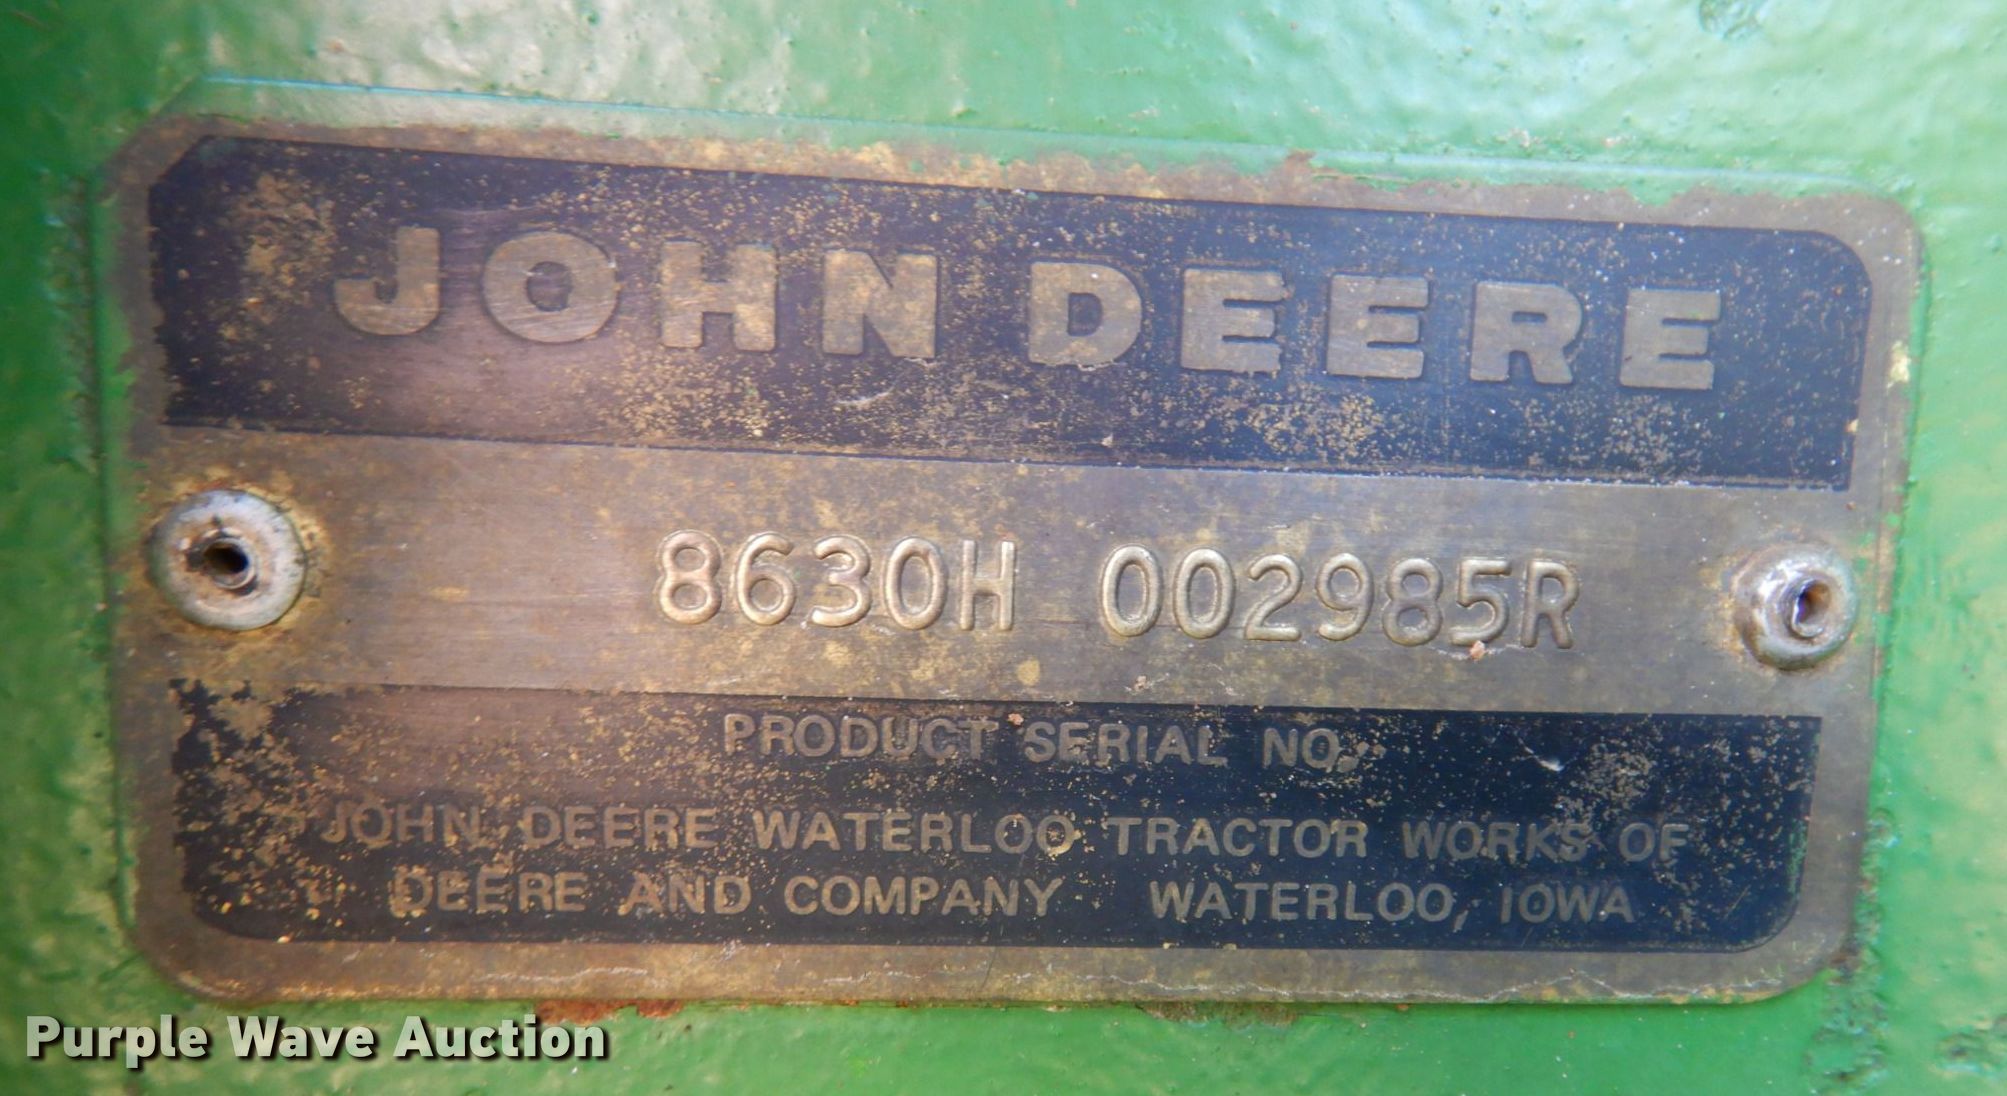 JOHN DEERE
8630H 002985R
PRODUCT SERIAL NO.
JOHN DEERE WATERLOO TRACTOR WORKS OF
DEERE AND COMPANY WATERLOO, IOWA
Purple Wave Auction